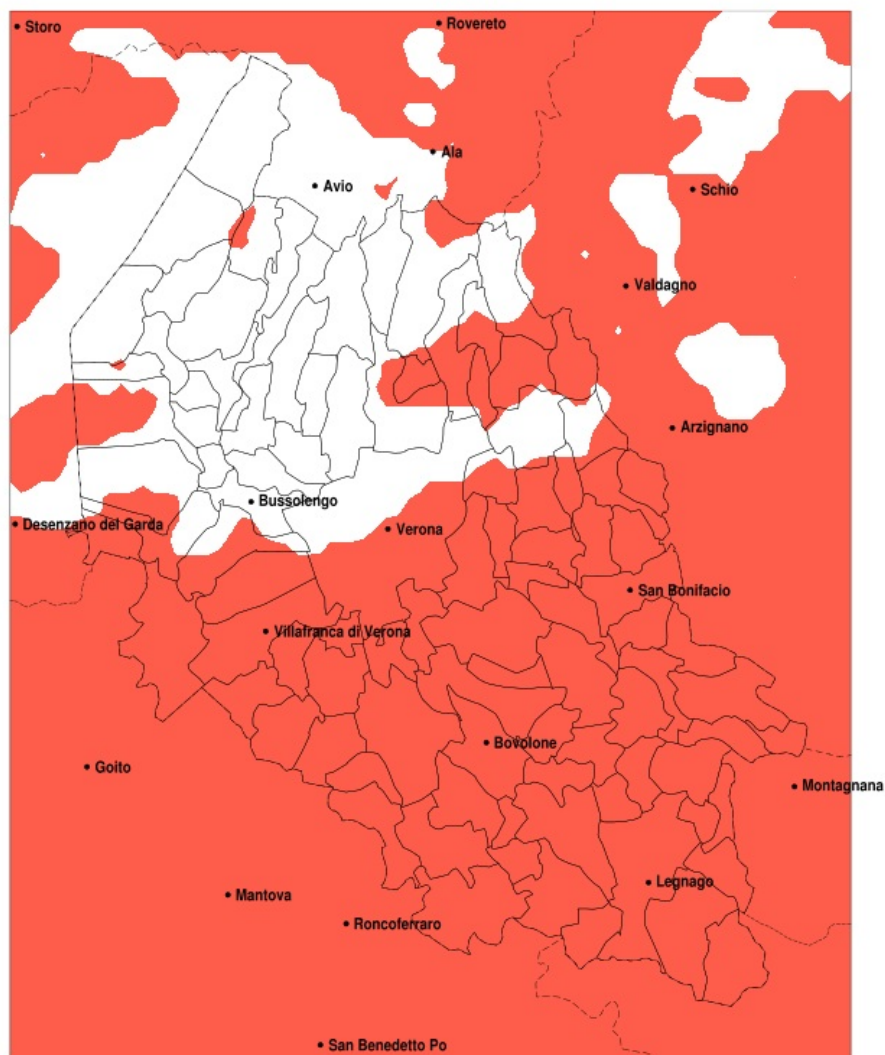 Storo
Rovereto
Ala
Avio
Schio
Valdagno
Arzignano
Bussolengo
Desenzano del Garda
Verona
San Bonifacio
Villafranca di Verona
Bovolone
Goito
Montagnana
Legnago
Mantova
Roncoferraro
San Benedetto Po